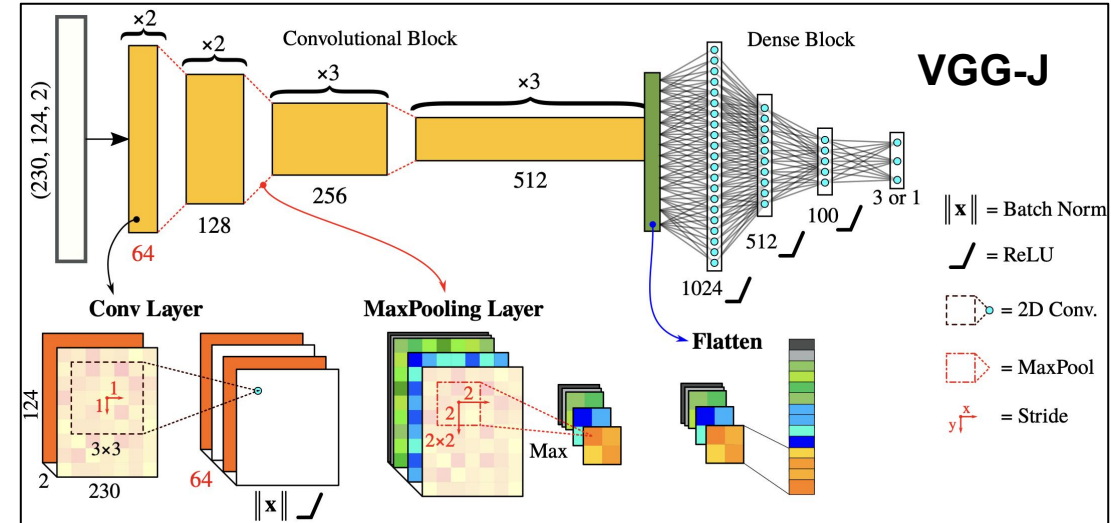 ×2
×2
Convolutional Block
×3
×3
Dense Block
VGG-J
(230, 124, 2)
64
128
256
512
1024
512
100
3 or 1
‖x‖ = Batch Norm
= ReLU
= 2D Conv.
= MaxPool
x
y
= Stride
Conv Layer
MaxPooling Layer
Flatten
124
1
1
3×3
2
230
64
‖x‖
2
2
2×2
Max